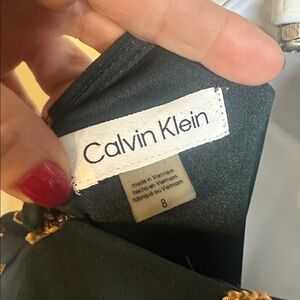 Calvin Klein
made in Vietnam
hecho en Vietnam
fabriqué au Vietnam
8